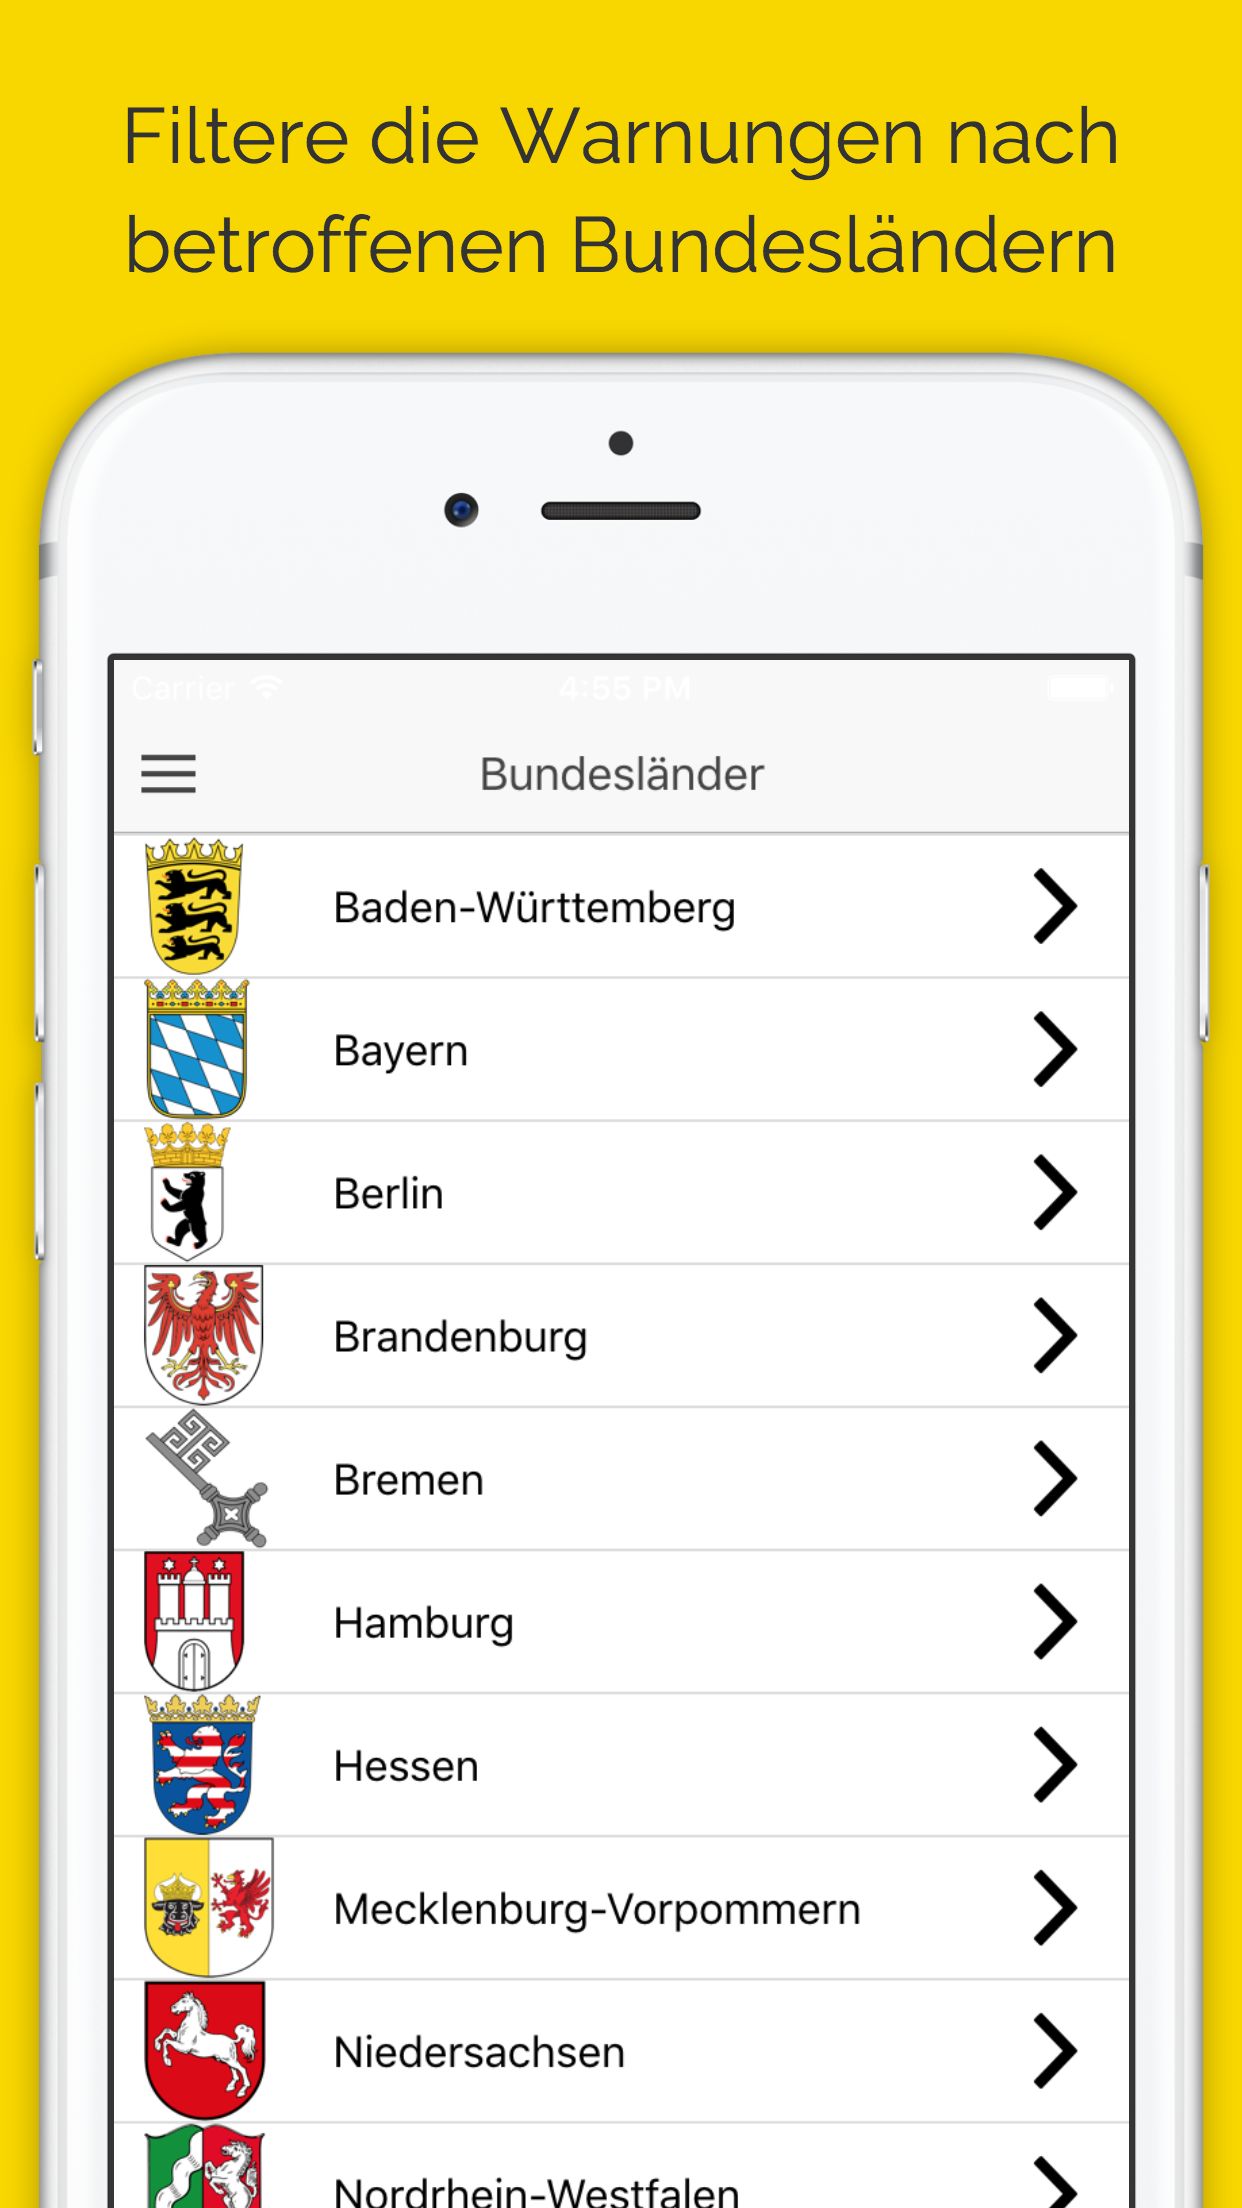 Filtere die Warnungen nach
betroffenen Bundesländern
Carrier 4:55 PM
Bundesländer
Baden-Württemberg
Bayern
Berlin
Brandenburg
Bremen
Hamburg
Hessen
Mecklenburg-Vorpommern
Niedersachsen
Nordrhein-Westfalen